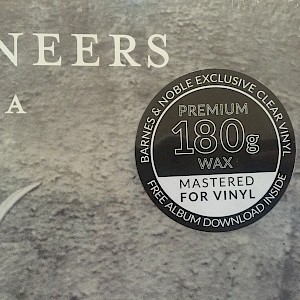 NEERS
A
BARNES & NOBLE EXCLUSIVE CLEAR VINYL
PREMIUM
180g
WAX
MASTERED
FOR VINYL
FREE ALBUM DOWNLOAD INSIDE